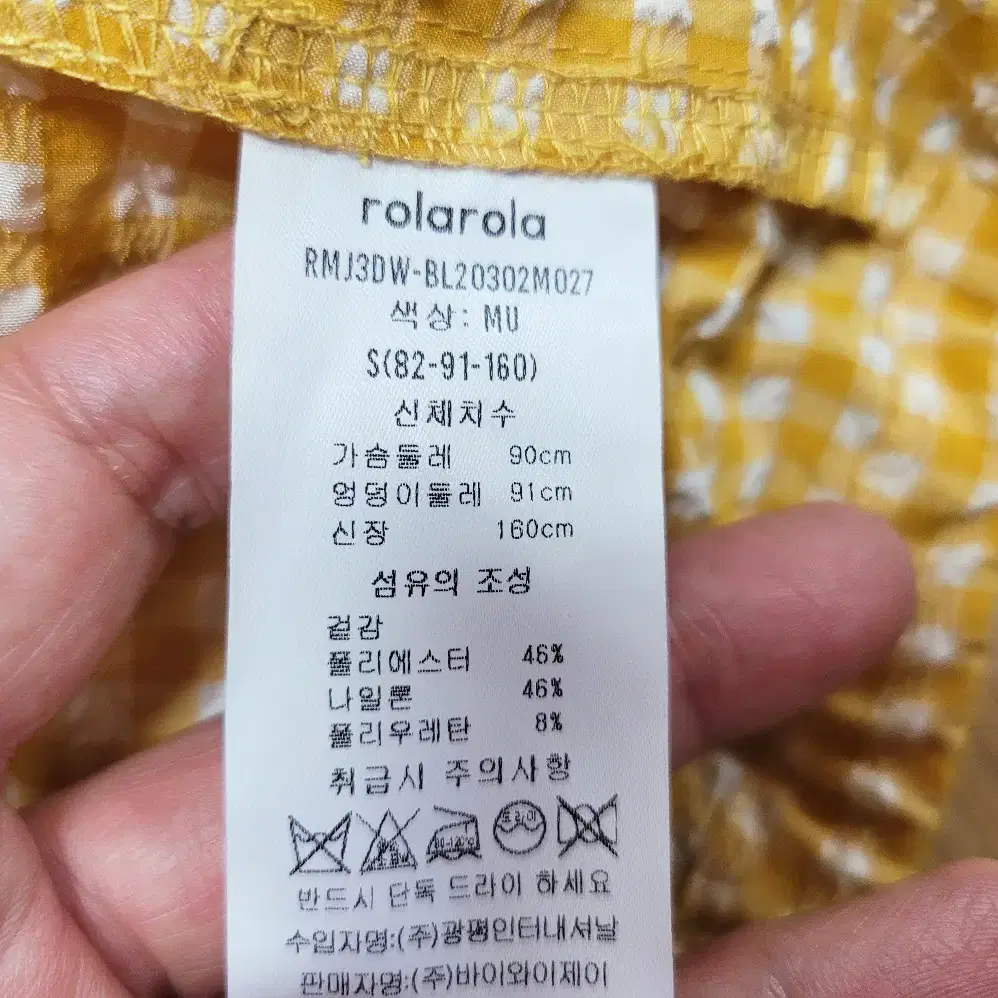 rolarola
RMJ3DW-BL20302M027
색상: MU
S(82-91-160)
신체치수
가슴둘레 90cm
엉덩이둘레 91cm
신장 160cm
섬유의 조성
겉감
폴리에스터 46%
나일론 46%
폴리우레탄 8%
취급시 주의사항
드라이
반드시 단독 드라이 하세요
수입자명:(주)광평인터내셔날
판매자명:(주)바이와이제이